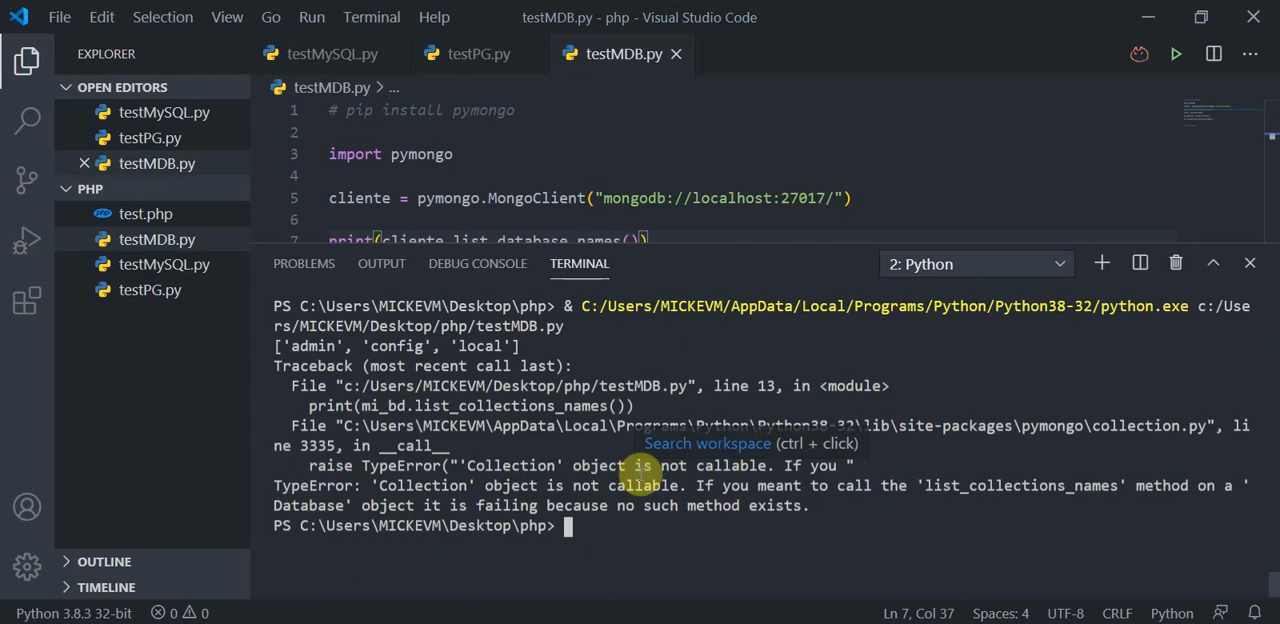 File Edit Selection View Go Run Terminal Help testMDB.py - php - Visual Studio Code
EXPLORER
OPEN EDITORS
testMySQL.py
testPG.py
testMDB.py
PHP
test.php
testMDB.py
testMySQL.py
testPG.py
OUTLINE
TIMELINE
testMySQL.py testPG.py testMDB.py
testMDB.py > ...
1 # pip install pymongo
2
3 import pymongo
4
5 cliente = pymongo.MongoClient("mongodb://localhost:27017/")
6
7 print(cliente.list_database_names())
PROBLEMS OUTPUT DEBUG CONSOLE TERMINAL 2: Python
PS C:\Users\MICKEVM\Desktop\php> & C:/Users/MICKEVM/AppData/Local/Programs/Python/Python38-32/python.exe c:/Use
rs/MICKEVM/Desktop/php/testMDB.py
['admin', 'config', 'local']
Traceback (most recent call last):
File "c:/Users/MICKEVM/Desktop/php/testMDB.py", line 13, in <module>
print(mi_bd.list_collections_names())
File "C:\Users\MICKEVM\AppData\Local\Programs\Python\Python38-32\lib\site-packages\pymongo\collection.py", li
ne 3335, in __call__
Search workspace (ctrl + click)
raise TypeError("'Collection' object is not callable. If you "
TypeError: 'Collection' object is not callable. If you meant to call the 'list_collections_names' method on a '
Database' object it is failing because no such method exists.
PS C:\Users\MICKEVM\Desktop\php>
Python 3.8.3 32-bit 0 0 Ln 7, Col 37 Spaces: 4 UTF-8 CRLF Python